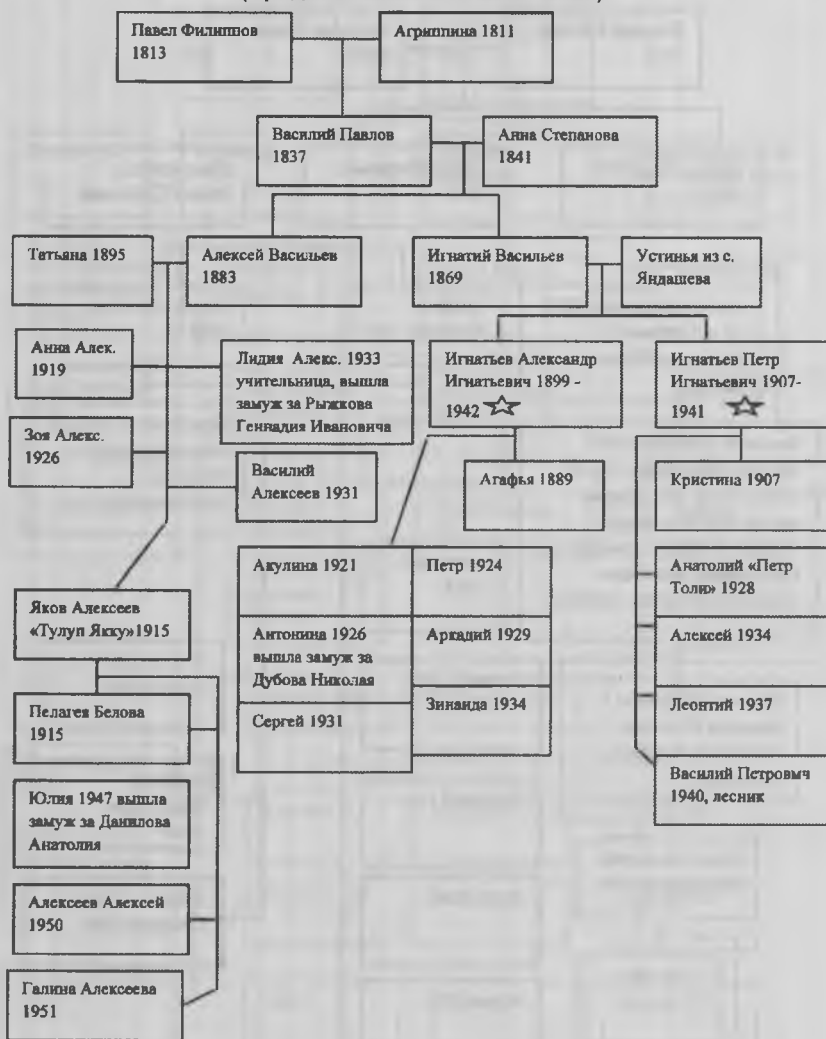 Павел Филиппов
1813
Агриппина 1811
Василий Павлов
1837
Анна Степанова
1841
Татьяна 1895
Алексей Васильев
1883
Игнатий Васильев
1869
Устинья из с.
Яндашева
Анна Алек.
1919
Лидия Алекс. 1933
учительница, вышла
замуж за Рыжкова
Геннадия Ивановича
Игнатьев Александр
Игнатьевич 1899 -
1942
Игнатьев Петр
Игнатьевич 1907-
1941
Зоя Алекс.
1926
Василий
Алексеев 1931
Агафья 1889
Кристина 1907
Акулина 1921
Петр 1924
Анатолий «Петр
Толи» 1928
Яков Алексеев
«Тулуп Якку»1915
Антонина 1926
вышла замуж за
Дубова Николая
Аркадий 1929
Алексей 1934
Сергей 1931
Зинаида 1934
Леонтий 1937
Пелагея Белова
1915
Василий Петрович
1940, лесник
Юлия 1947 вышла
замуж за Данилова
Анатолия
Алексеев Алексей
1950
Галина Алексеева
1951